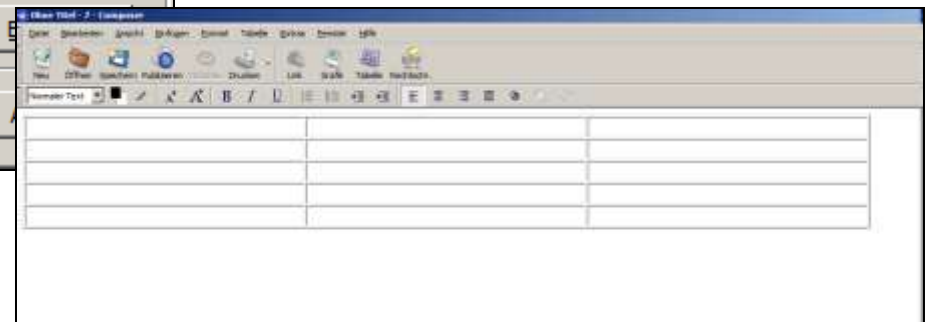 Ohne Titel - 2 - Composer
Datei Bearbeiten Ansicht Einfügen Format Tabelle Extras Fenster Hilfe
Neu Öffnen Speichern Publizieren Drucken Link Grafik Tabelle Rechtschr.
Normaler Text B I U